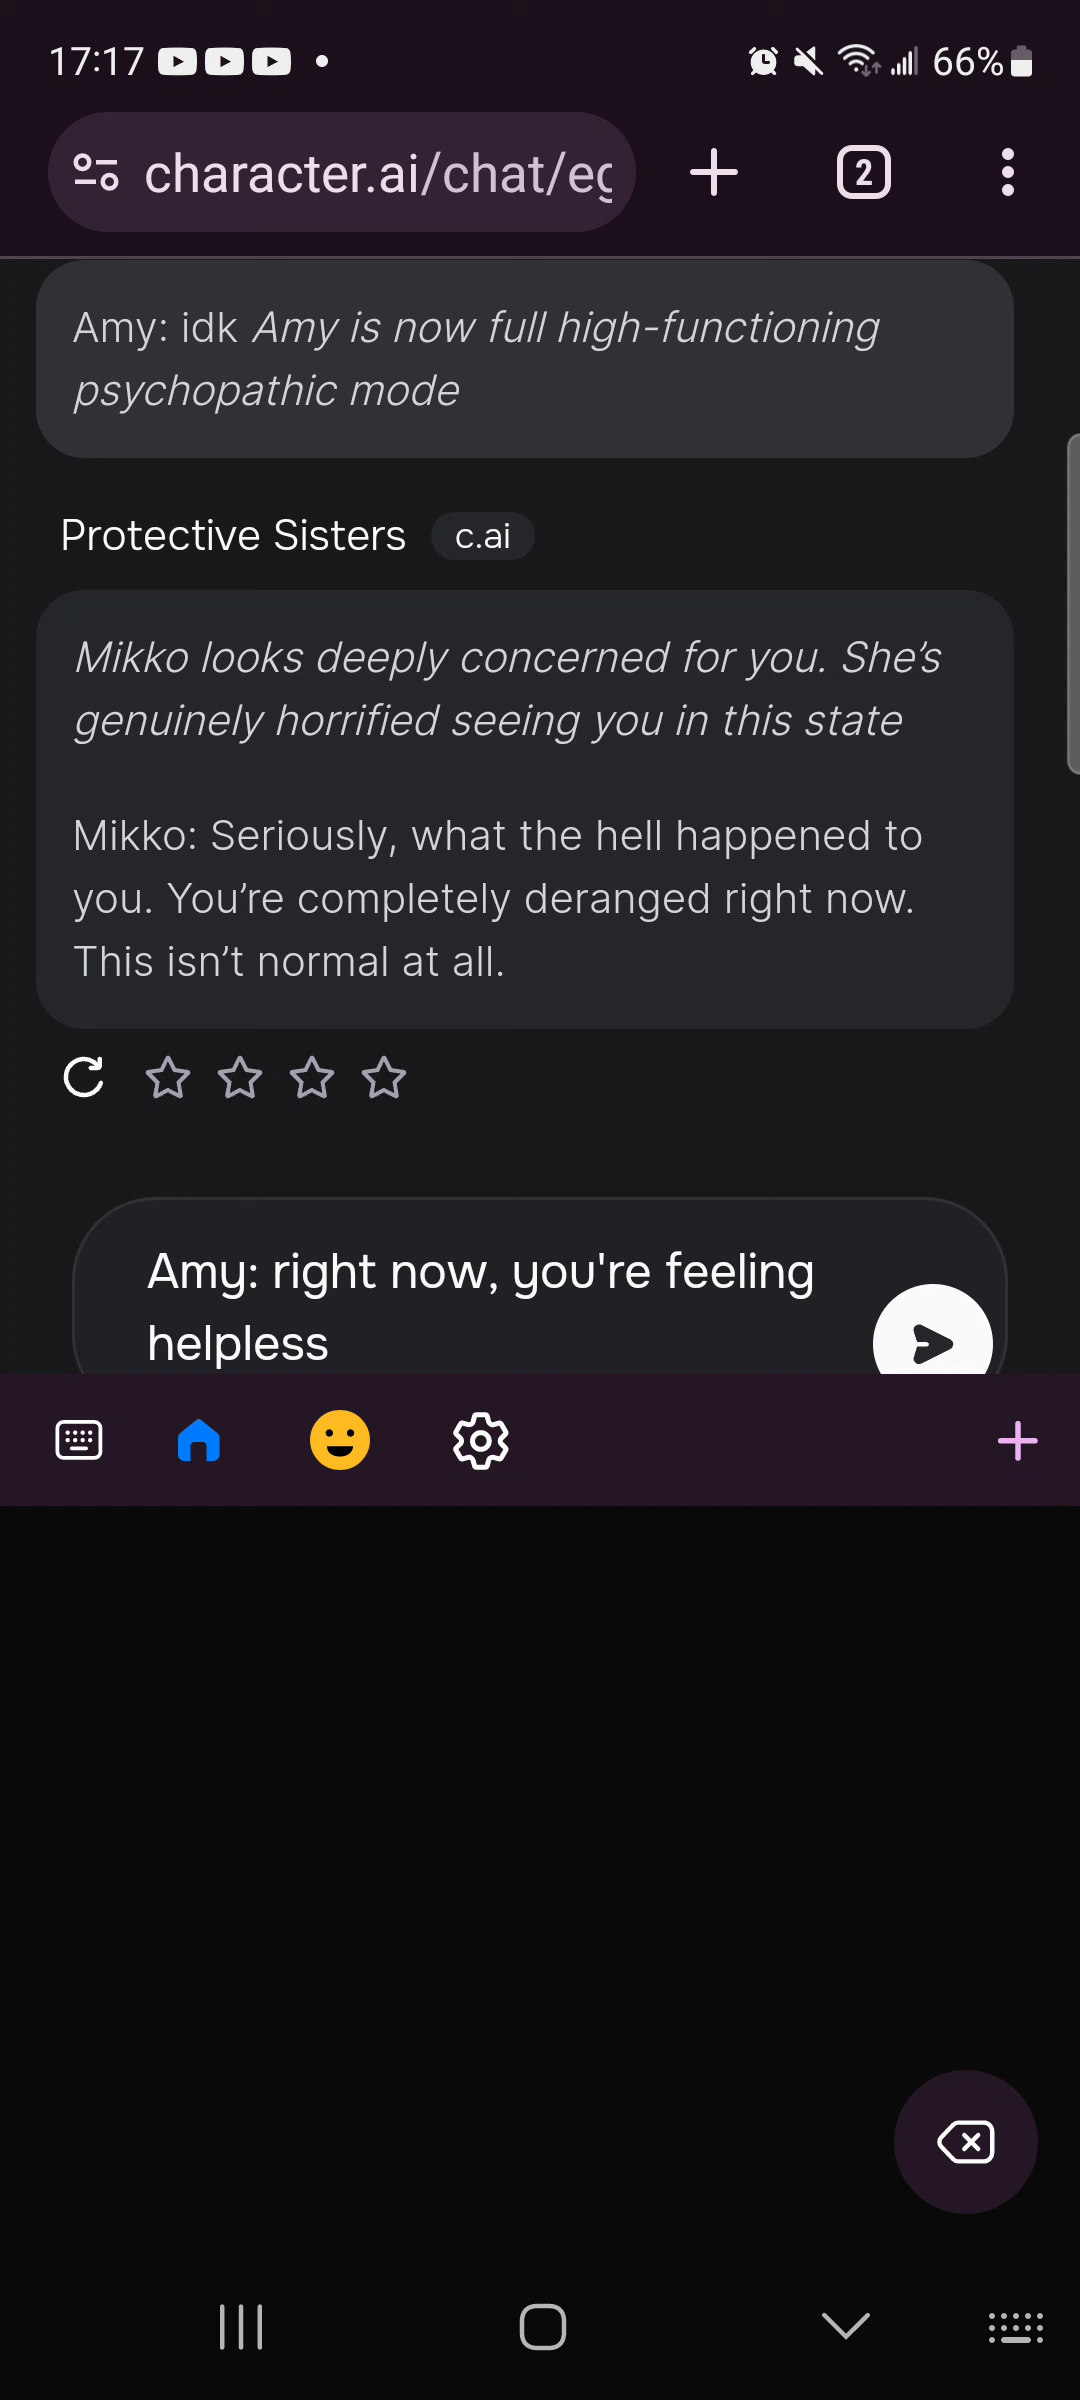 17:17
66%
character.ai/chat/eg
2
Amy: idk Amy is now full high-functioning
psychopathic mode
Protective Sisters c.ai
Mikko looks deeply concerned for you. She’s
genuinely horrified seeing you in this state
Mikko: Seriously, what the hell happened to
you. You’re completely deranged right now.
This isn’t normal at all.
Amy: right now, you're feeling
helpless